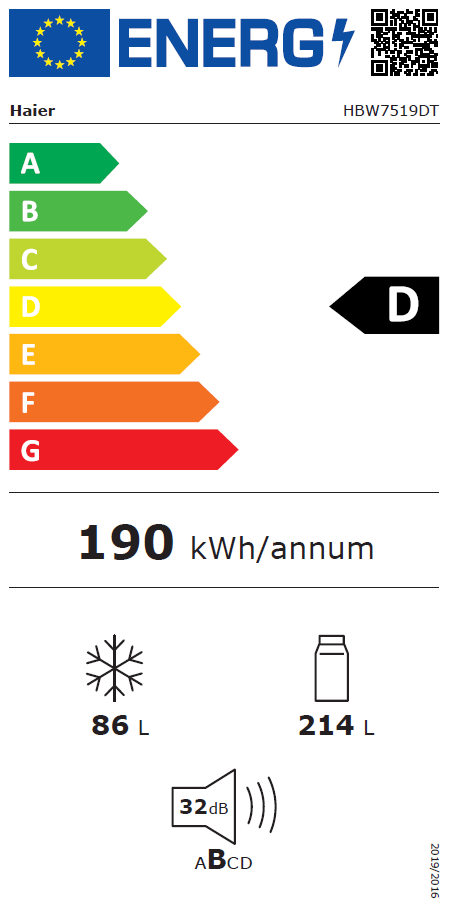 ENERG
Haier HBW7519DT
A
B
C
D
D
E
F
G
190 kWh/annum
86 L 214 L
32dB
ABCD
2019/2016